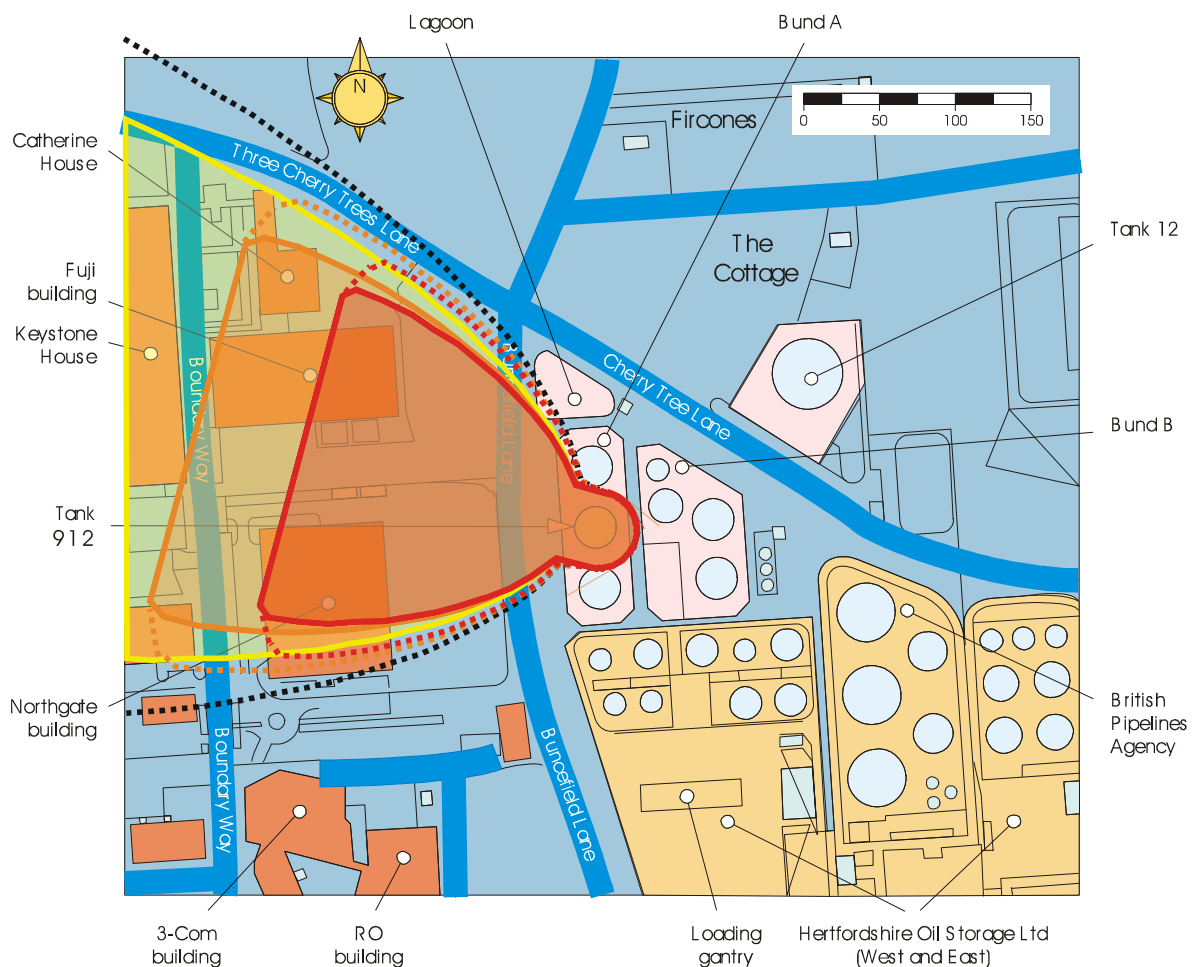 Lagoon
Bund A
N
Fircones
0
50
100
150
Catherine
House
Three Cherry Trees Lane
Tank 12
The
Cottage
Fuji
building
Keystone
House
Boundary Way
Buncefield Lane
Cherry Tree Lane
Bund B
Tank
912
Northgate
building
British
Pipelines
Agency
Boundary Way
Buncefield Lane
3-Com
building
RO
building
Loading
gantry
Hertfordshire Oil Storage Ltd
(West and East)